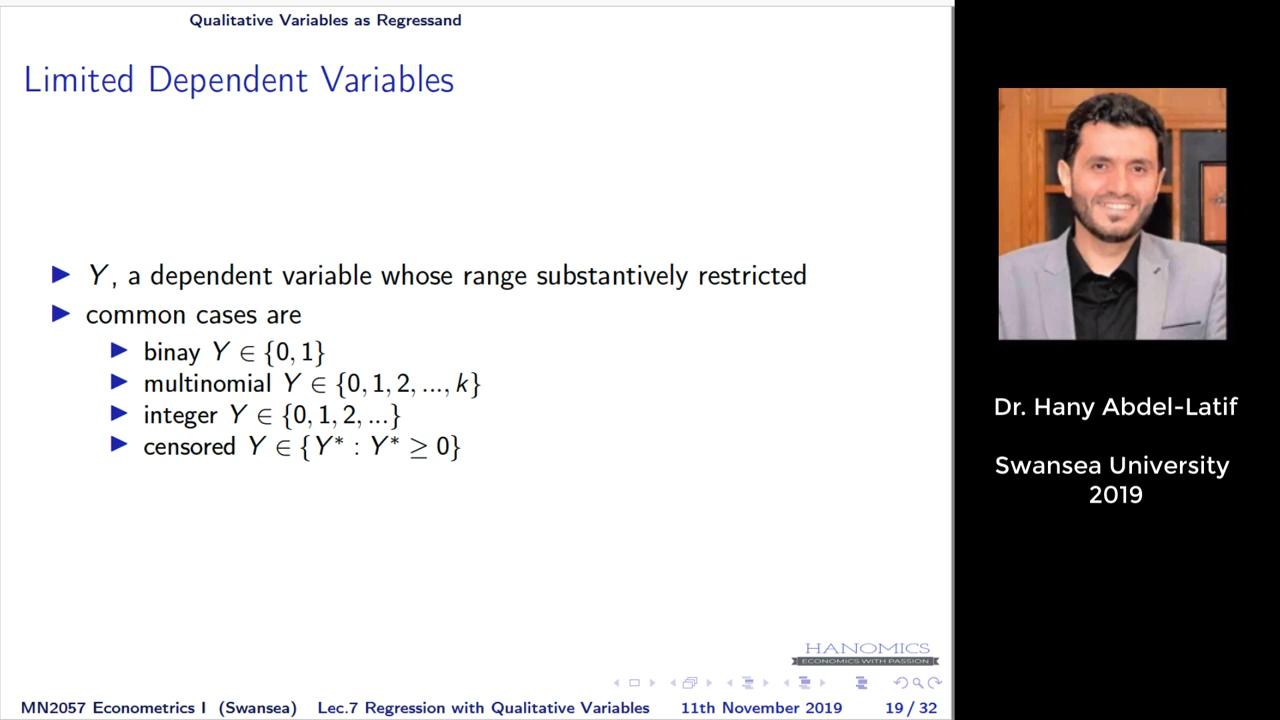 Qualitative Variables as Regressand
Limited Dependent Variables
▶ Y, a dependent variable whose range substantively restricted
▶ common cases are
▶ binay Y ∈ {0, 1}
▶ multinomial Y ∈ {0, 1, 2, ..., k}
▶ integer Y ∈ {0, 1, 2, ...}
▶ censored Y ∈ {Y* : Y* ≥ 0}
HANOMICS
ECONOMICS WITH PASSION
MN2057 Econometrics I (Swansea) Lec.7 Regression with Qualitative Variables 11th November 2019 19 / 32
Dr. Hany Abdel-Latif
Swansea University
2019